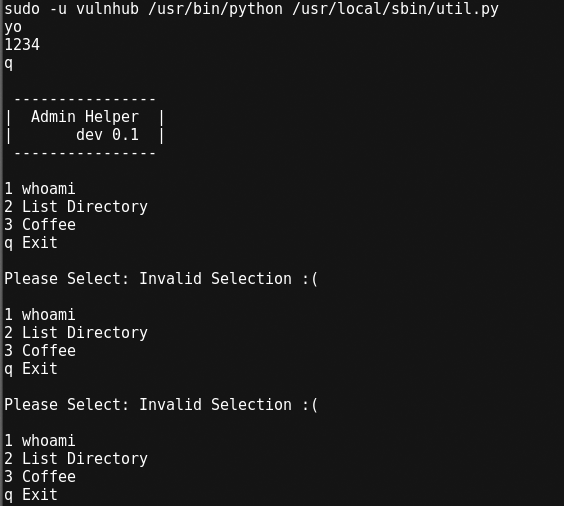 sudo -u vulnhub /usr/bin/python /usr/local/sbin/util.py
yo
1234
q
 ----------------
|  Admin Helper  |
|       dev 0.1  |
 ----------------
1 whoami
2 List Directory
3 Coffee
q Exit
Please Select: Invalid Selection :(
1 whoami
2 List Directory
3 Coffee
q Exit
Please Select: Invalid Selection :(
1 whoami
2 List Directory
3 Coffee
q Exit